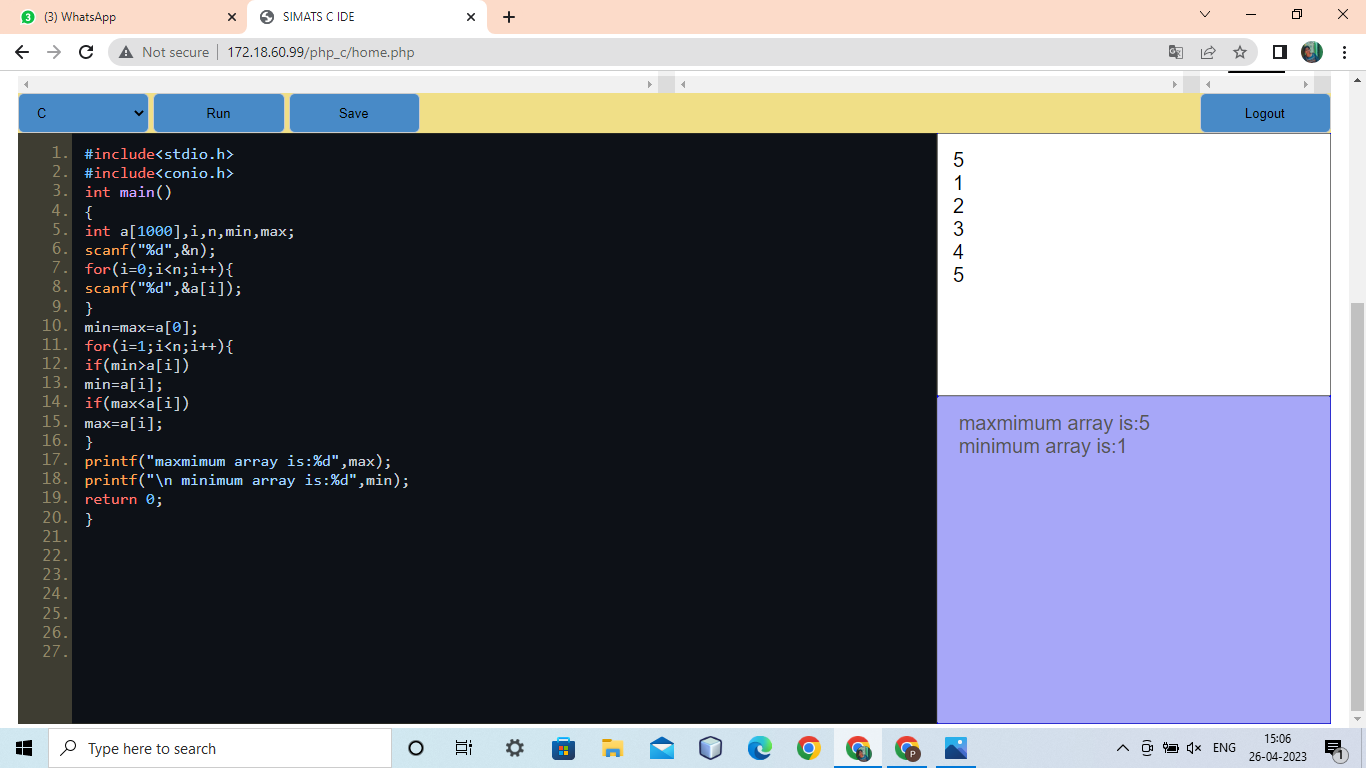 (3) WhatsApp
SIMATS C IDE
Not secure
172.18.60.99/php_c/home.php
C
Run
Save
Logout
1. #include<stdio.h>
2. #include<conio.h>
3. int main()
4. {
5. int a[1000],i,n,min,max;
6. scanf("%d",&n);
7. for(i=0;i<n;i++){
8. scanf("%d",&a[i]);
9. }
10. min=max=a[0];
11. for(i=1;i<n;i++){
12. if(min>a[i])
13. min=a[i];
14. if(max<a[i])
15. max=a[i];
16. }
17. printf("maxmimum array is:%d",max);
18. printf("\n minimum array is:%d",min);
19. return 0;
20. }
21.
22.
23.
24.
25.
26.
27.
5
1
2
3
4
5
maxmimum array is:5
minimum array is:1
Type here to search
P
ENG
15:06
26-04-2023
1